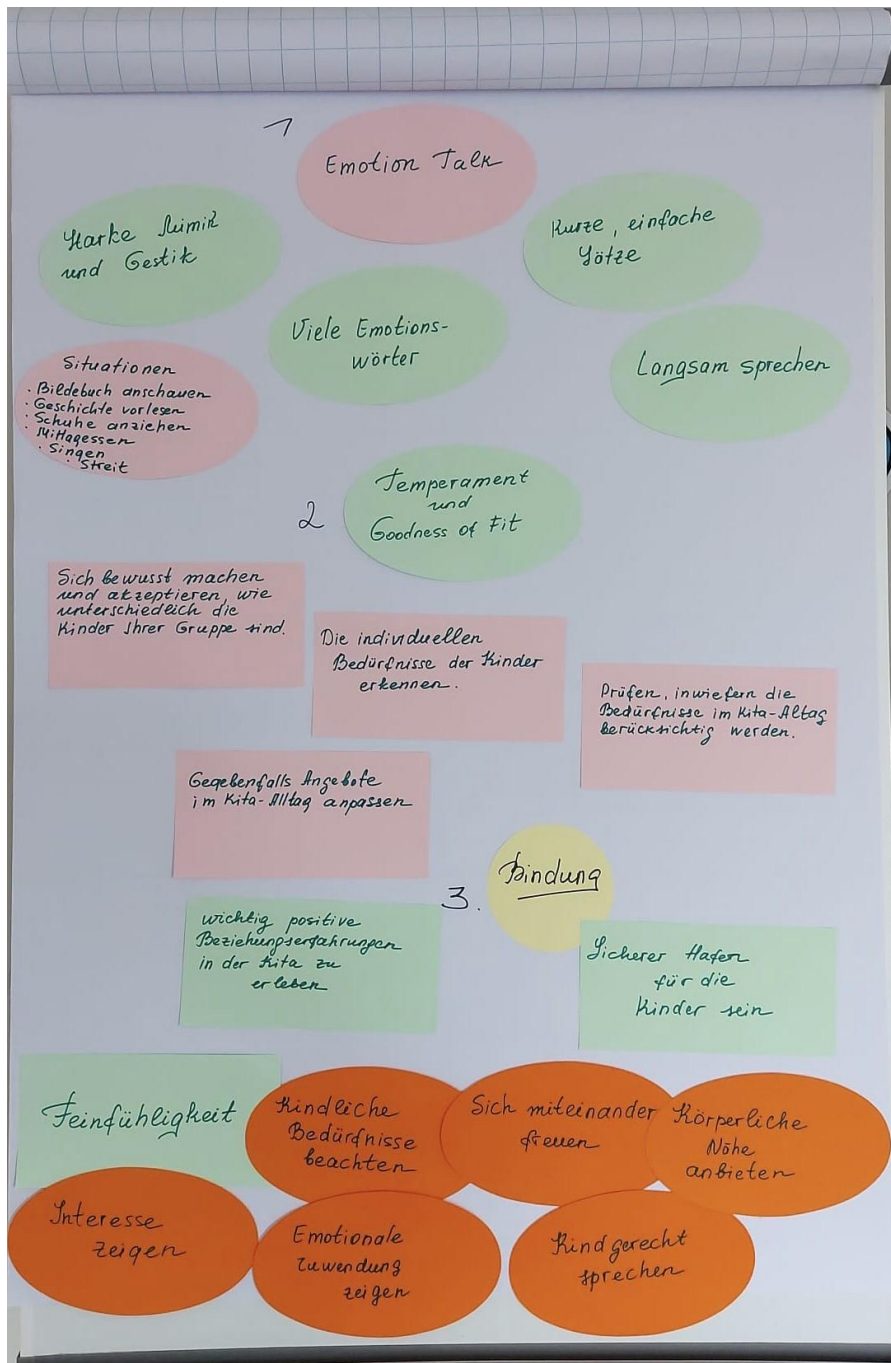 1
Emotion Talk
Starke Mimik
und Gestik
Kurze, einfache
Sätze
Viele Emotions-
wörter
Langsam sprechen
Situationen
· Bildebuch anschauen
· Geschichte vorlesen
· Schuhe anziehen
· Mittagessen
· Singen
· Streit
2
Temperament
und
Goodness of Fit
Sich bewusst machen
und akzeptieren, wie
unterschiedlich die
Kinder Ihrer Gruppe sind.
Die individuellen
Bedürfnisse der Kinder
erkennen.
Prüfen, inwiefern die
Bedürfnisse im Kita-Altag
berücksichtig werden.
Gegebenfalls Angebote
im Kita-Alltag anpassen
3.
Bindung
wichtig positive
Beziehungserfahrungen
in der Kita zu
erleben
Sicherer Hafen
für die
Kinder sein
Feinfühligkeit
Kindliche
Bedürfnisse
beachten
Sich miteinander
freuen
Körperliche
Nähe
anbieten
Interesse
zeigen
Emotionale
Zuwendung
zeigen
Kindgerecht
sprechen